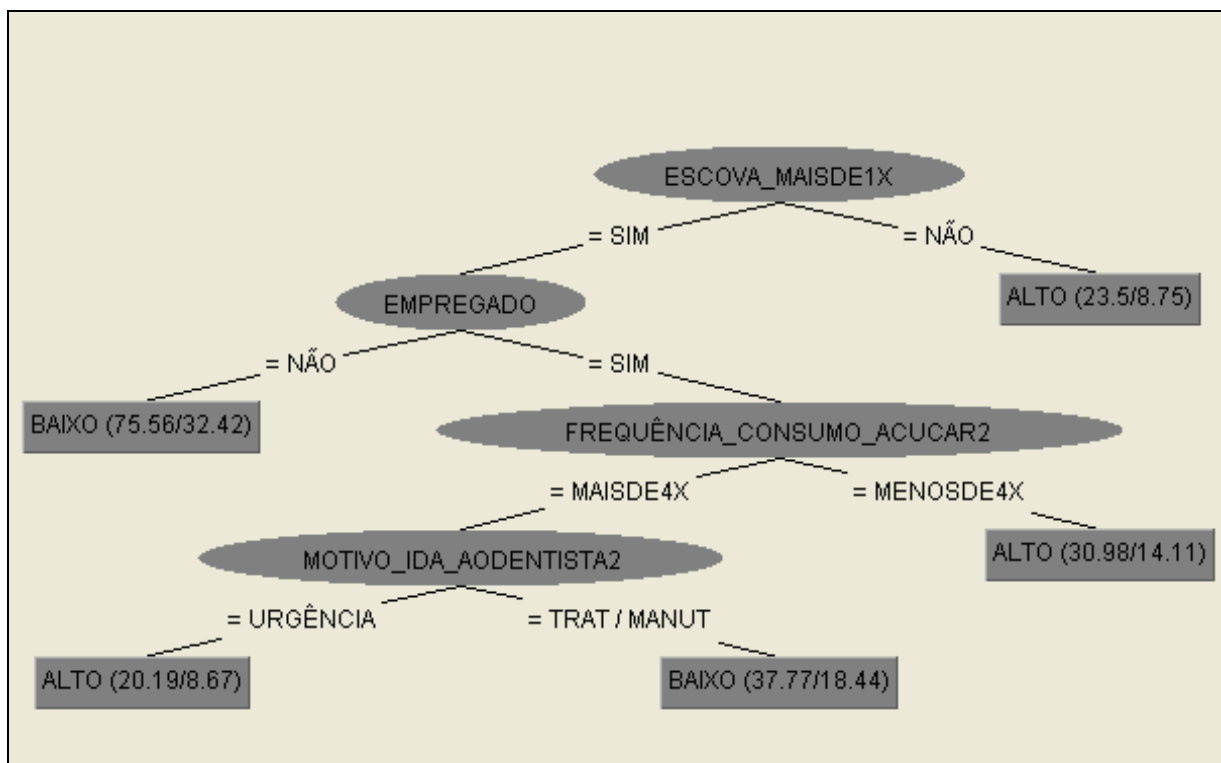 ESCOVA_MAISDE1X
= SIM
= NÃO
EMPREGADO
ALTO (23.5/8.75)
= NÃO
= SIM
BAIXO (75.56/32.42)
FREQUÊNCIA_CONSUMO_ACUCAR2
= MAISDE4X
= MENOSDE4X
MOTIVO_IDA_AODENTISTA2
ALTO (30.98/14.11)
= URGÊNCIA
= TRAT / MANUT
ALTO (20.19/8.67)
BAIXO (37.77/18.44)